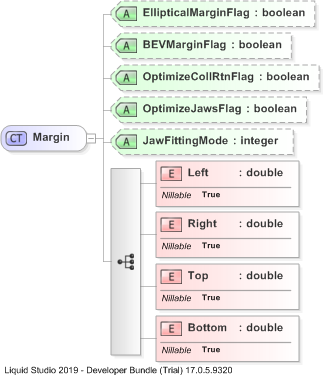 A EllipticalMarginFlag : boolean
A BEVMarginFlag : boolean
A OptimizeCollRtnFlag : boolean
A OptimizeJawsFlag : boolean
CT Margin
A JawFittingMode : integer
E Left : double
Nillable True
E Right : double
Nillable True
E Top : double
Nillable True
E Bottom : double
Nillable True
Liquid Studio 2019 - Developer Bundle (Trial) 17.0.5.9320